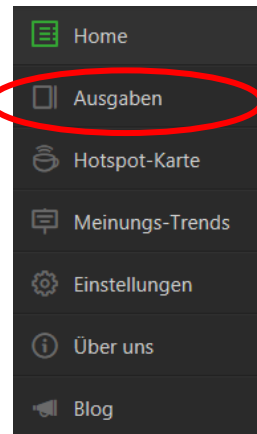 Home
Ausgaben
Hotspot-Karte
Meinungs-Trends
Einstellungen
Über uns
Blog